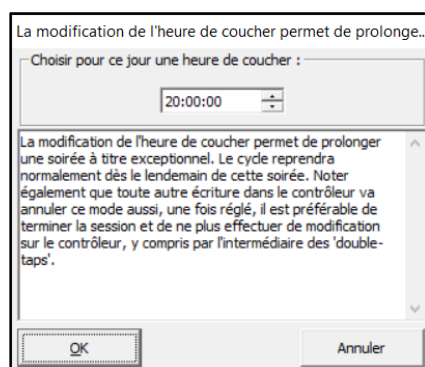 La modification de l'heure de coucher permet de prolonge..
Choisir pour ce jour une heure de coucher :
20:00:00
La modification de l'heure de coucher permet de prolonger
une soirée à titre exceptionnel. Le cycle reprendra
normalement dès le lendemain de cette soirée. Noter
également que toute autre écriture dans le contrôleur va
annuler ce mode aussi, une fois réglé, il est préférable de
terminer la session et de ne plus effectuer de modification
sur le contrôleur, y compris par l'intermédiaire des 'double-
taps'.
OK
Annuler